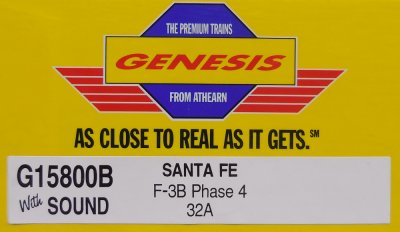 THE PREMIUM TRAINS
GENESIS
FROM ATHEARN
AS CLOSE TO REAL AS IT GETS.℠
G15800B
With SOUND
SANTA FE
F-3B Phase 4
32A